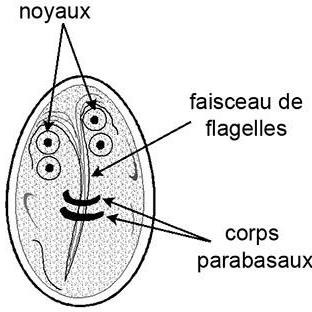 noyaux
faisceau de
flagelles
corps
parabasaux